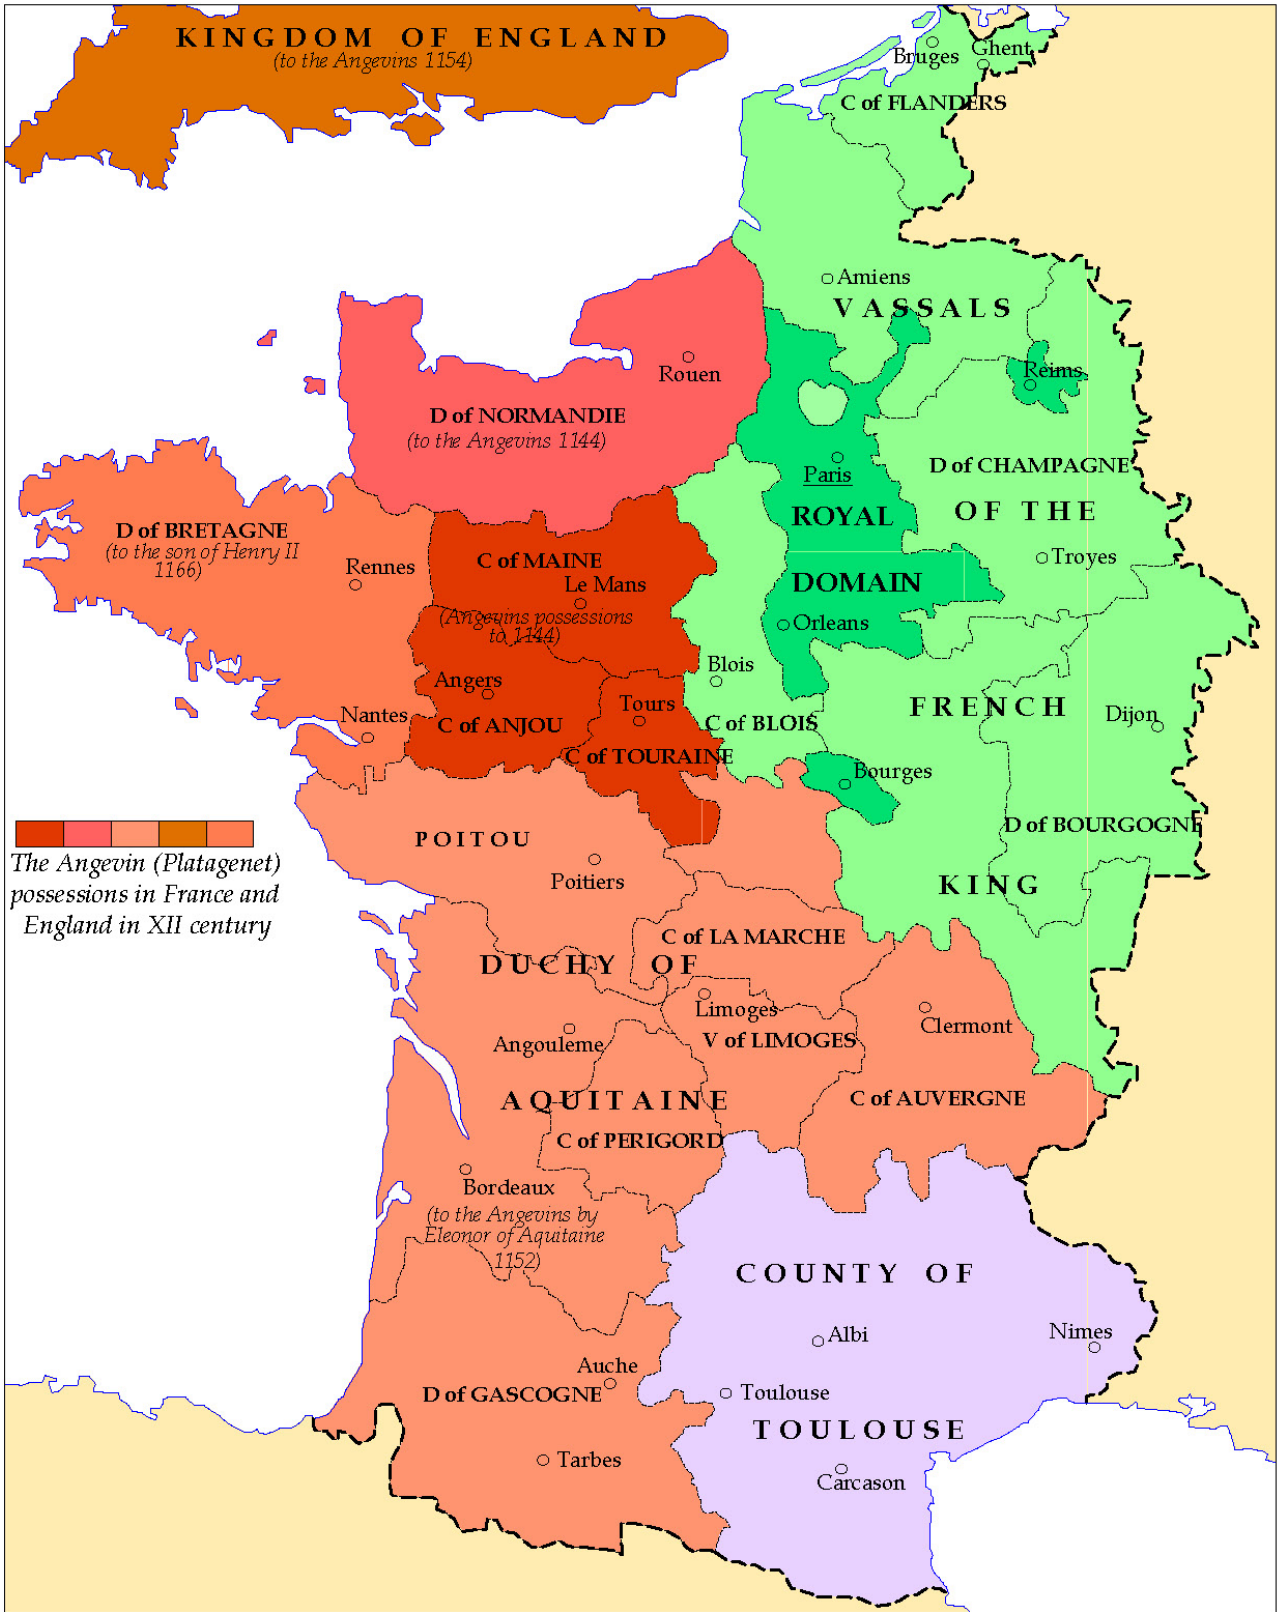 KINGDOM OF ENGLAND
(to the Angevins 1154)
Bruges
Ghent
C of FLANDERS
Amiens
VASSALS
Rouen
Reims
D of NORMANDIE
(to the Angevins 1144)
Paris
D of CHAMPAGNE
ROYAL
OF THE
D of BRETAGNE
(to the son of Henry II
1166)
Rennes
C of MAINE
Le Mans
Troyes
DOMAIN
(Angevins possessions
to 1144)
Orleans
Blois
Angers
Tours
FRENCH
Nantes
C of ANJOU
C of BLOIS
Dijon
C of TOURAINE
Bourges
POITOU
D of BOURGOGNE
The Angevin (Platagenet)
possessions in France and
England in XII century
Poitiers
KING
C of LA MARCHE
DUCHY OF
Limoges
Clermont
Angouleme
V of LIMOGES
AQUITAINE
C of AUVERGNE
C of PERIGORD
Bordeaux
(to the Angevins by
Eleonor of Aquitaine
1152)
COUNTY OF
Albi
Nimes
Auche
D of GASCOGNE
Toulouse
TOULOUSE
Tarbes
Carcason